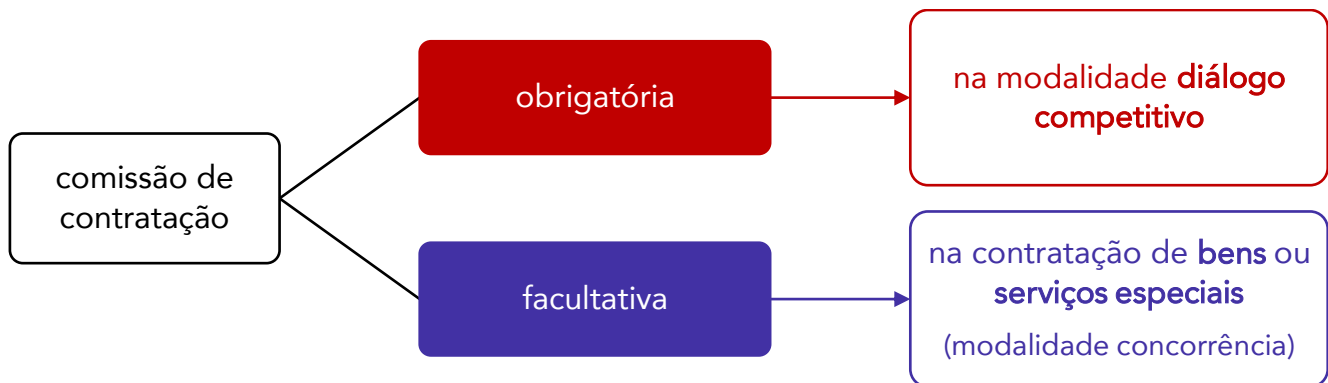 comissão de
contratação
obrigatória
na modalidade diálogo
competitivo
facultativa
na contratação de bens ou
serviços especiais
(modalidade concorrência)